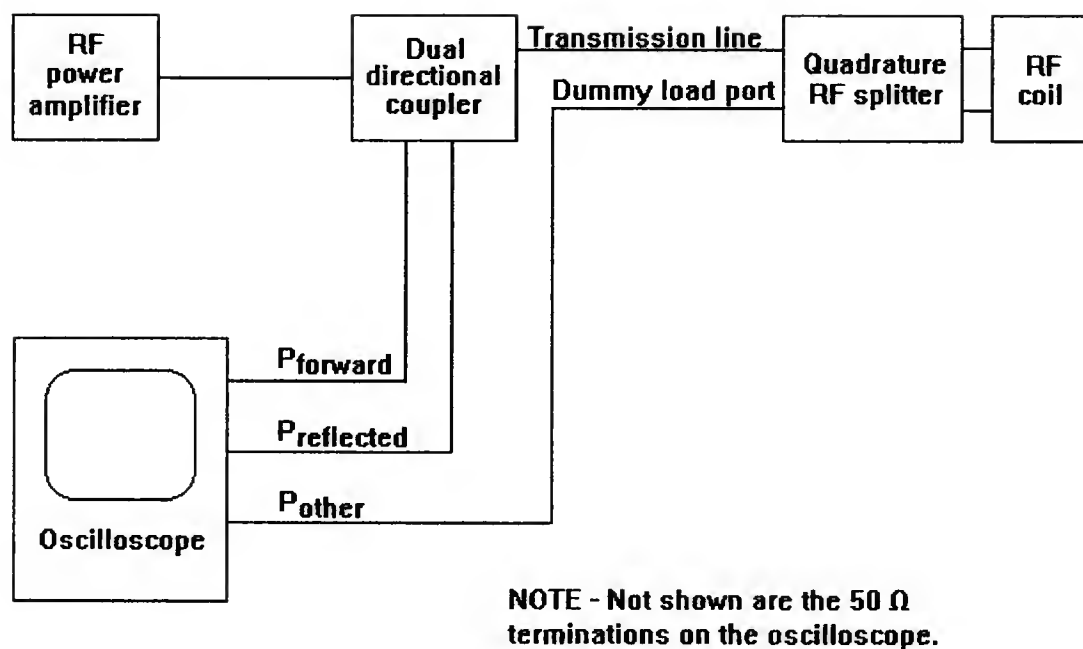 RF
power
amplifier
Dual
directional
coupler
Transmission line
Dummy load port
Quadrature
RF splitter
RF
coil
Pforward
Preflected
Pother
Oscilloscope
NOTE - Not shown are the 50 Ω
terminations on the oscilloscope.